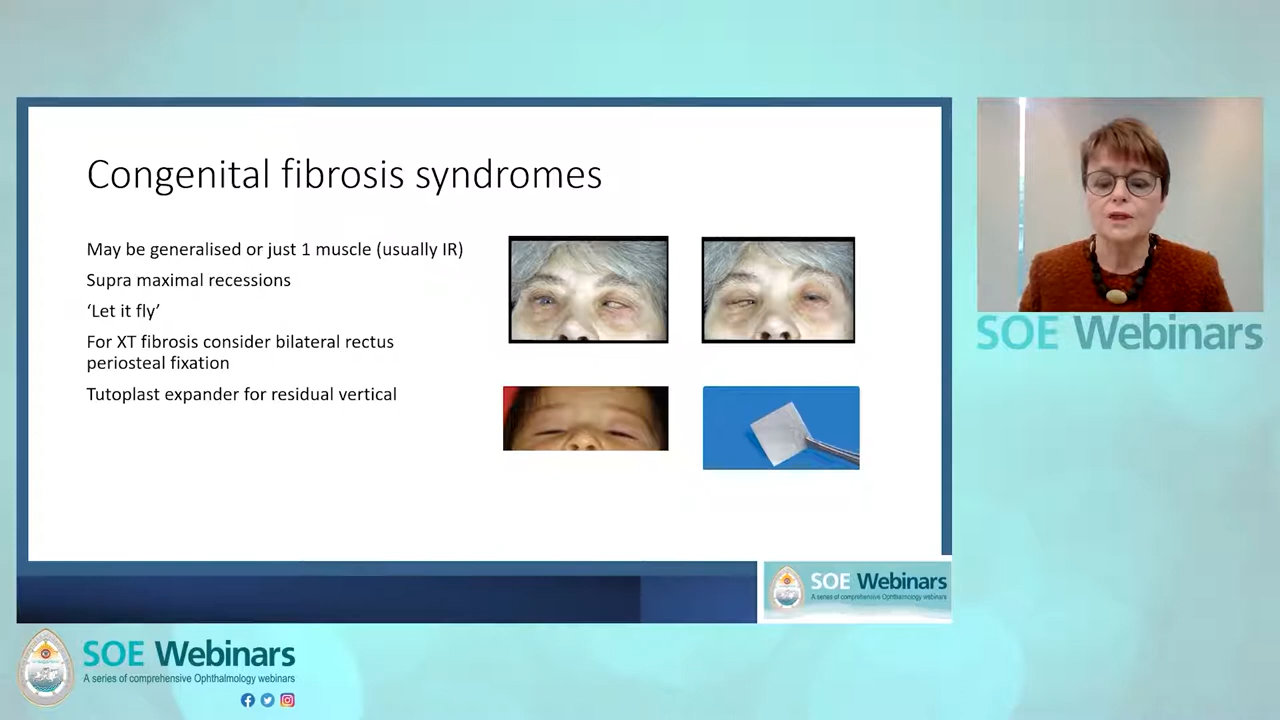 Congenital fibrosis syndromes
May be generalised or just 1 muscle (usually IR)
Supra maximal recessions
‘Let it fly’
For XT fibrosis consider bilateral rectus
periosteal fixation
Tutoplast expander for residual vertical
SOE Webinars
SOE Webinars
A series of comprehensive Ophthalmology webinars
SOE Webinars
A series of comprehensive Ophthalmology webinars